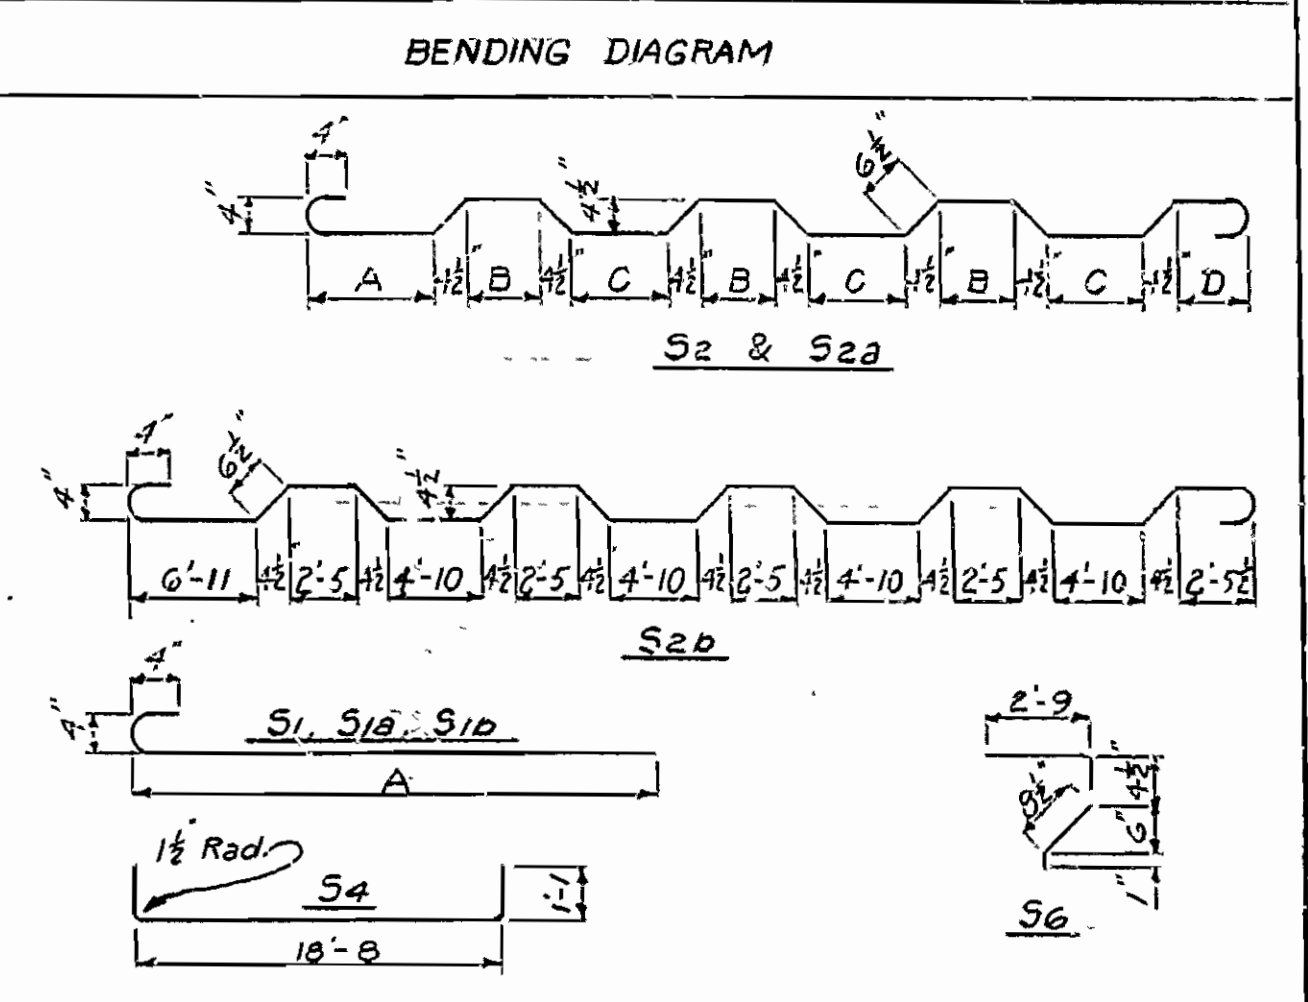 BENDING DIAGRAM
4"
4"
4½"
6½"
A 4½" B 4½" C 4½" B 4½" C 4½" B 4½" C 4½" D
S2 & S2a
4"
4"
6½"
4½"
6'-11 4½ 2'-5 4½ 4'-10 4½ 2'-5 4½ 4'-10 4½ 2'-5 4½ 4'-10 4½ 2'-5 4½ 4'-10 4½ 2'-5½
S2b
4"
4"
S1, S1a, S1b
A
2'-9
4½"
8½"
6"
1"
S6
1½" Rad.
S4
1'-1
18'-8